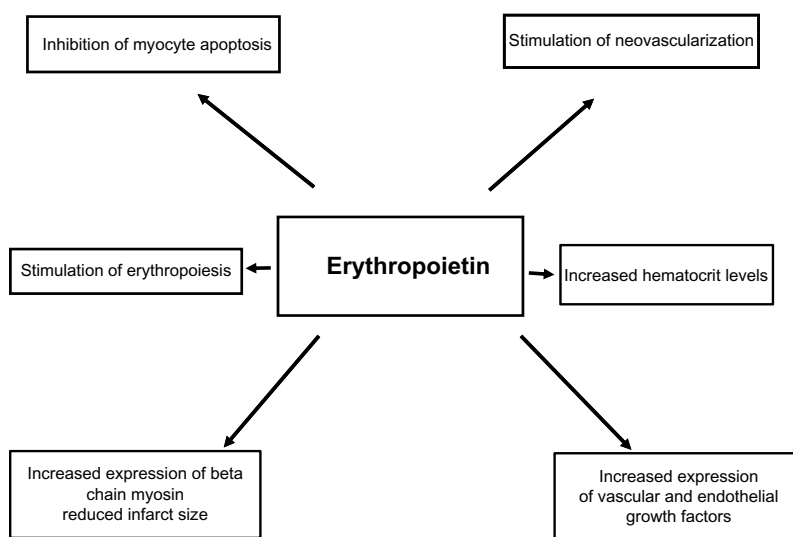 Inhibition of myocyte apoptosis
Stimulation of neovascularization
Erythropoietin
Stimulation of erythropoiesis
Increased hematocrit levels
Increased expression of beta
chain myosin
reduced infarct size
Increased expression
of vascular and endothelial
growth factors